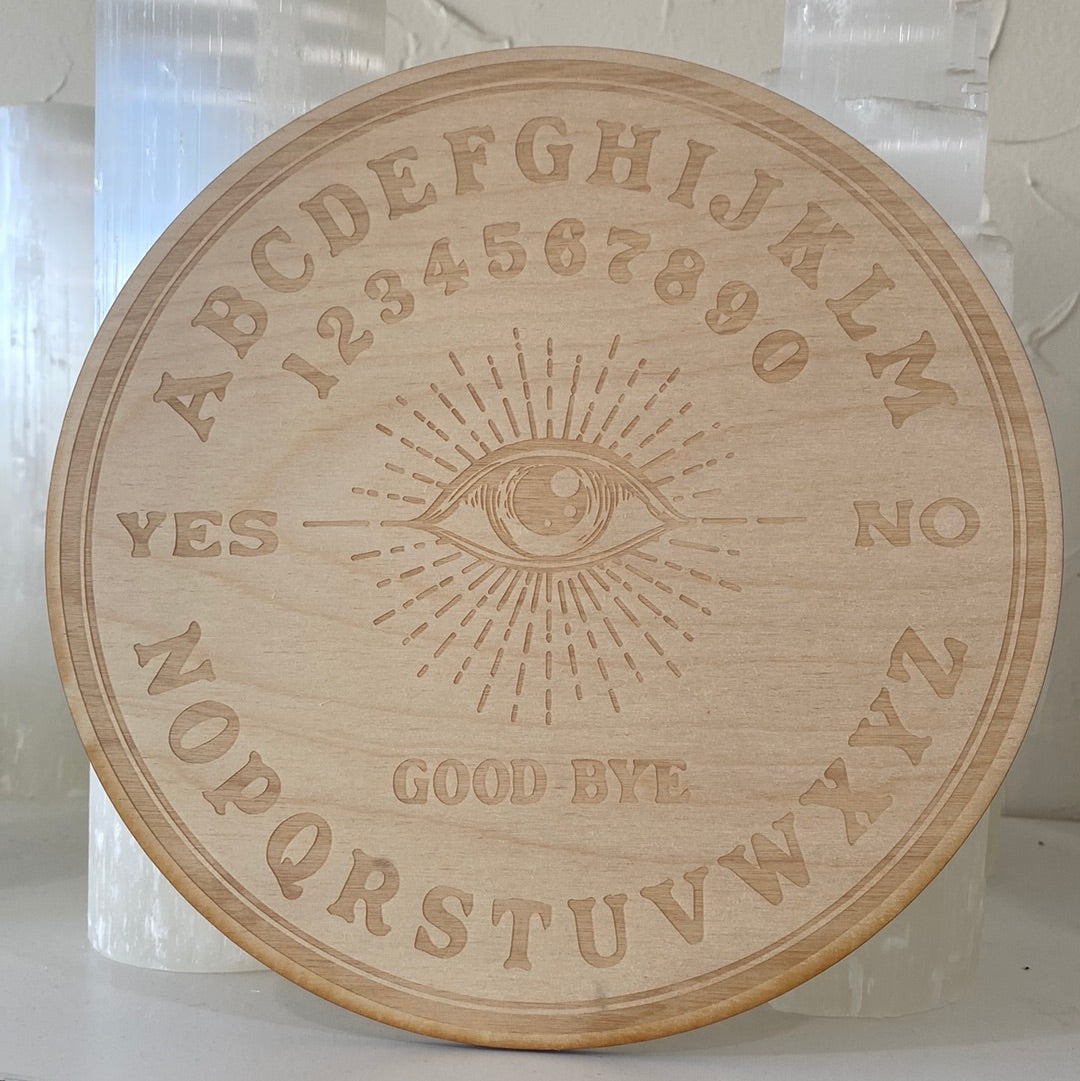 ABCDEFGHIJKLM
1234567890
YES
NO
NOPQRSTUVWXYZ
GOOD BYE